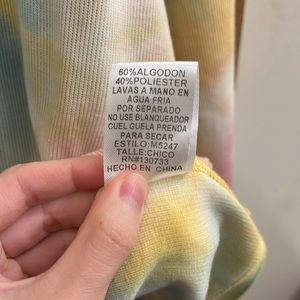 60%ALGODON
40%POLIESTER
LAVAS A MANO EN
AGUA FRIA
POR SEPARADO
NO USE BLANQUEADOR
CUEL GUELA PRENDA
PARA SECAR
ESTILO:M5247
TALLE:CHICO
RN#130733
HECHO EN CHINA